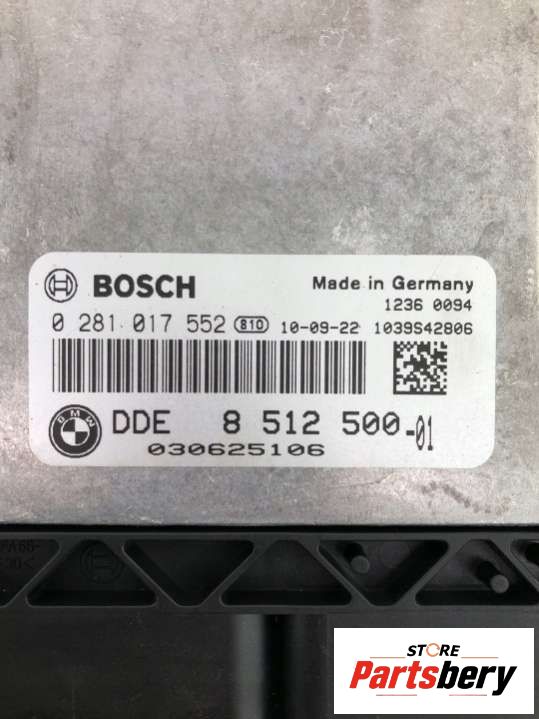 BOSCH
Made in Germany
1236 0094
0 281 017 552 810 10-09-22 1039S42806
BMW
DDE 8 512 500-01
030625106
STORE
Partsbery